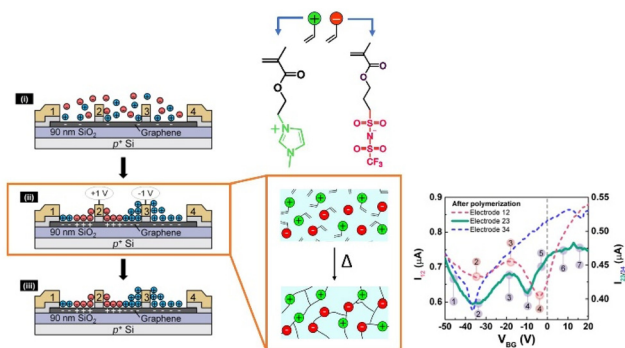 + −
O
O
+
N
N
O
O
O=S=O
N
−
O=S=O
CF3
(i)
1 2 3 4
90 nm SiO2 Graphene
p+ Si
(ii)
+1 V -1 V
1 2 3 4
90 nm SiO2 Graphene
p+ Si
(iii)
1 2 3 4
90 nm SiO2 Graphene
p+ Si
Δ
After polymerization
Electrode 12
Electrode 23
Electrode 34
I12 (μA)
0.9
0.8
0.7
0.6
I23/34 (μA)
0.55
0.50
0.45
0.40
1 2 3 4 5 6 7
2 3 4
-50 -40 -30 -20 -10 0 10 20
VBG (V)